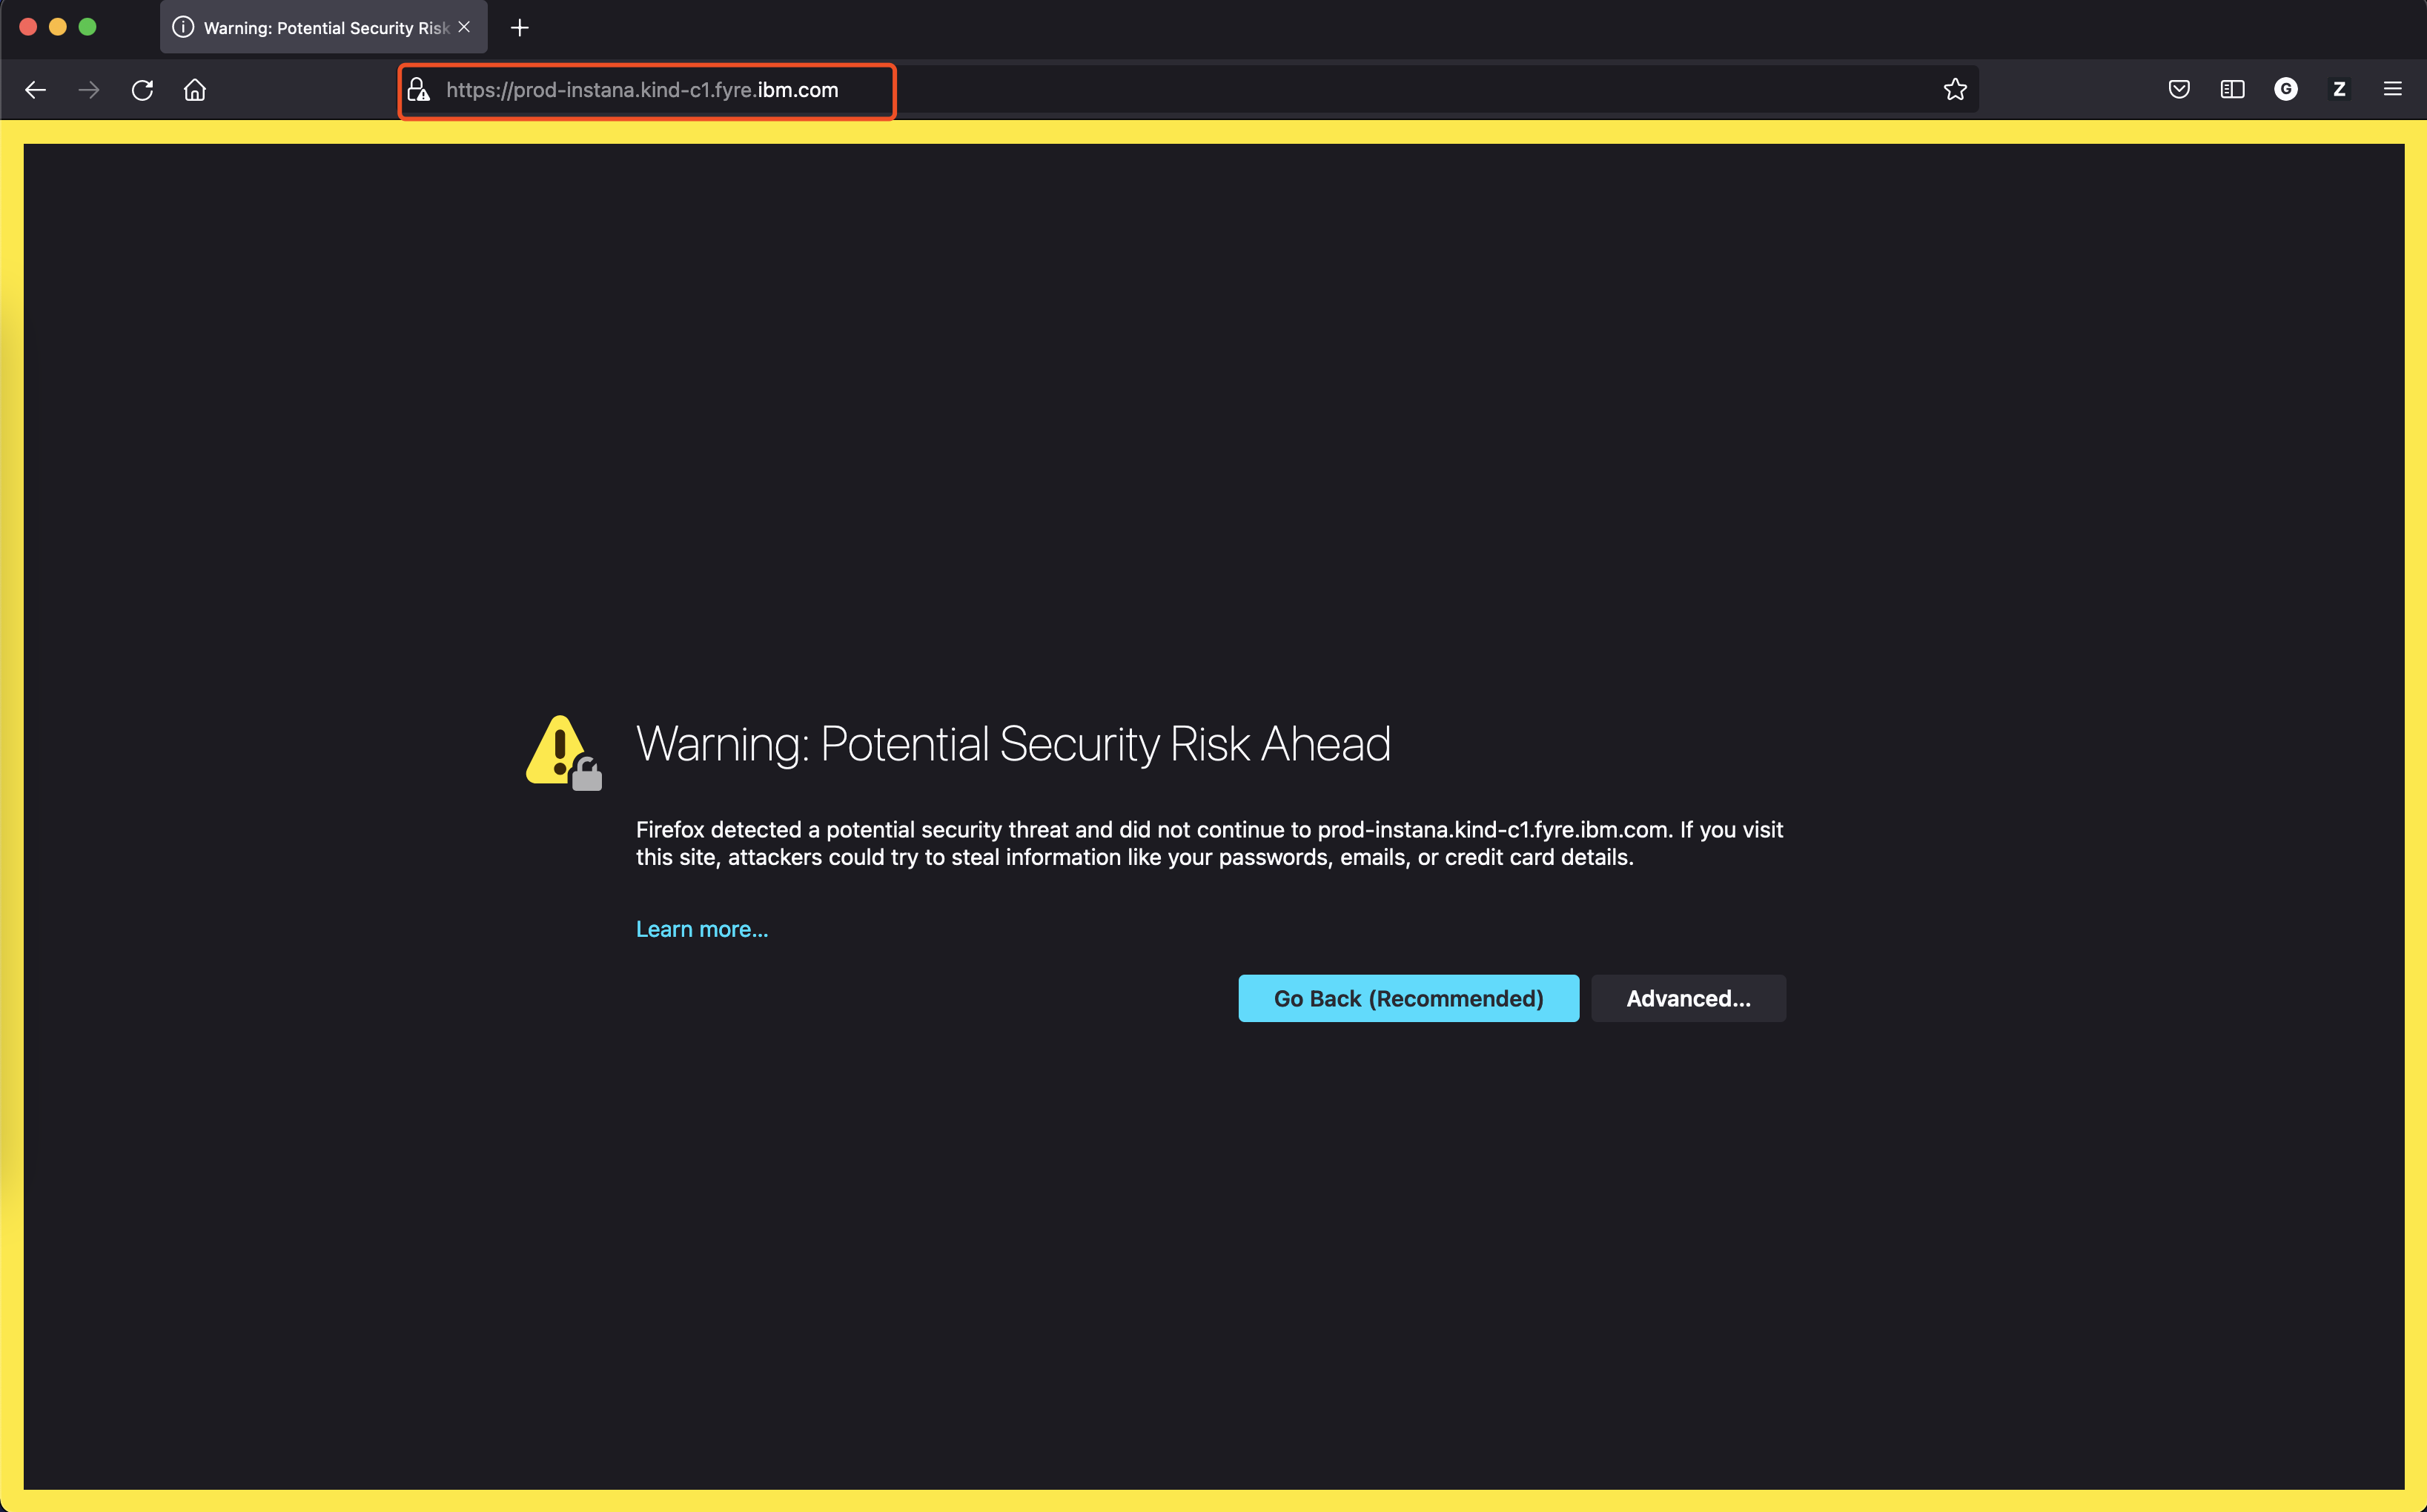 Warning: Potential Security Risk
https://prod-instana.kind-c1.fyre.ibm.com
G
Z
Warning: Potential Security Risk Ahead
Firefox detected a potential security threat and did not continue to prod-instana.kind-c1.fyre.ibm.com. If you visit
this site, attackers could try to steal information like your passwords, emails, or credit card details.
Learn more...
Go Back (Recommended)
Advanced...